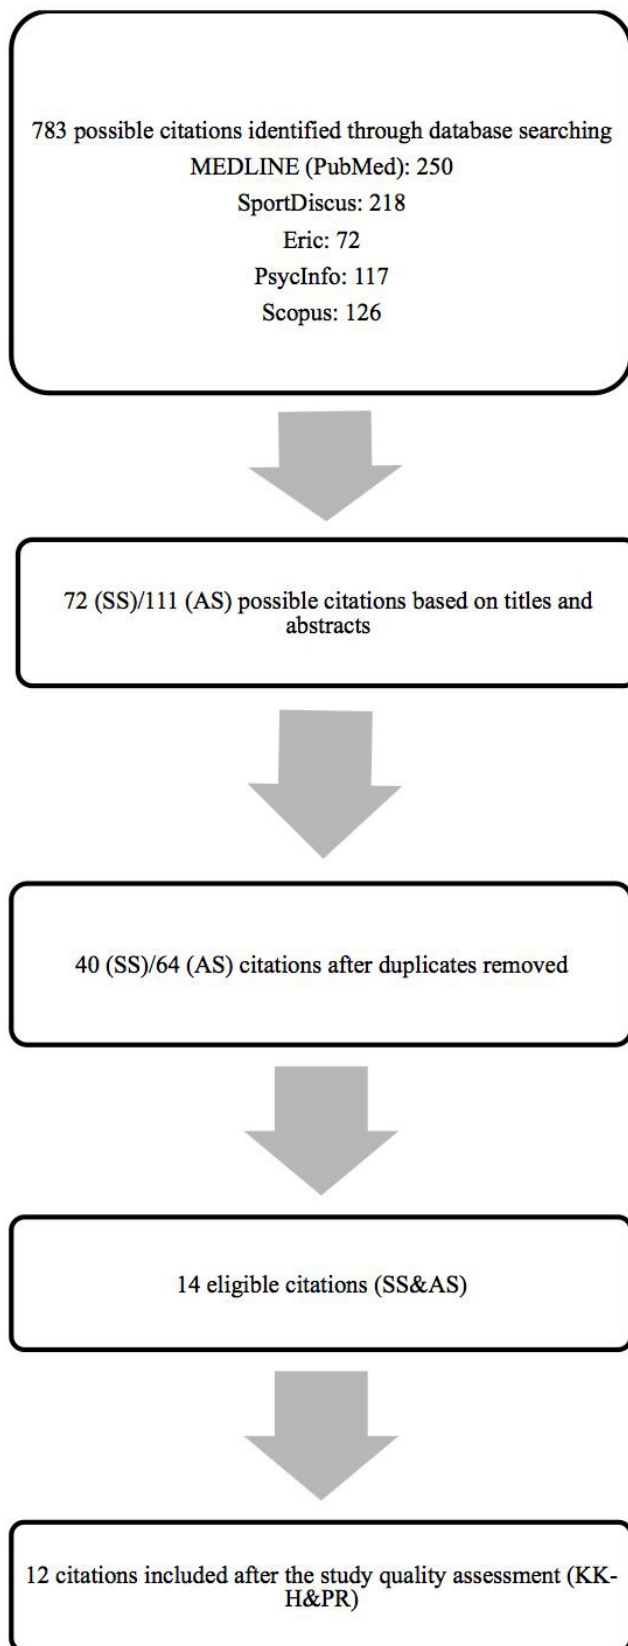 783 possible citations identified through database searching
MEDLINE (PubMed): 250
SportDiscus: 218
Eric: 72
PsycInfo: 117
Scopus: 126
72 (SS)/111 (AS) possible citations based on titles and
abstracts
40 (SS)/64 (AS) citations after duplicates removed
14 eligible citations (SS&AS)
12 citations included after the study quality assessment (KK-
H&PR)